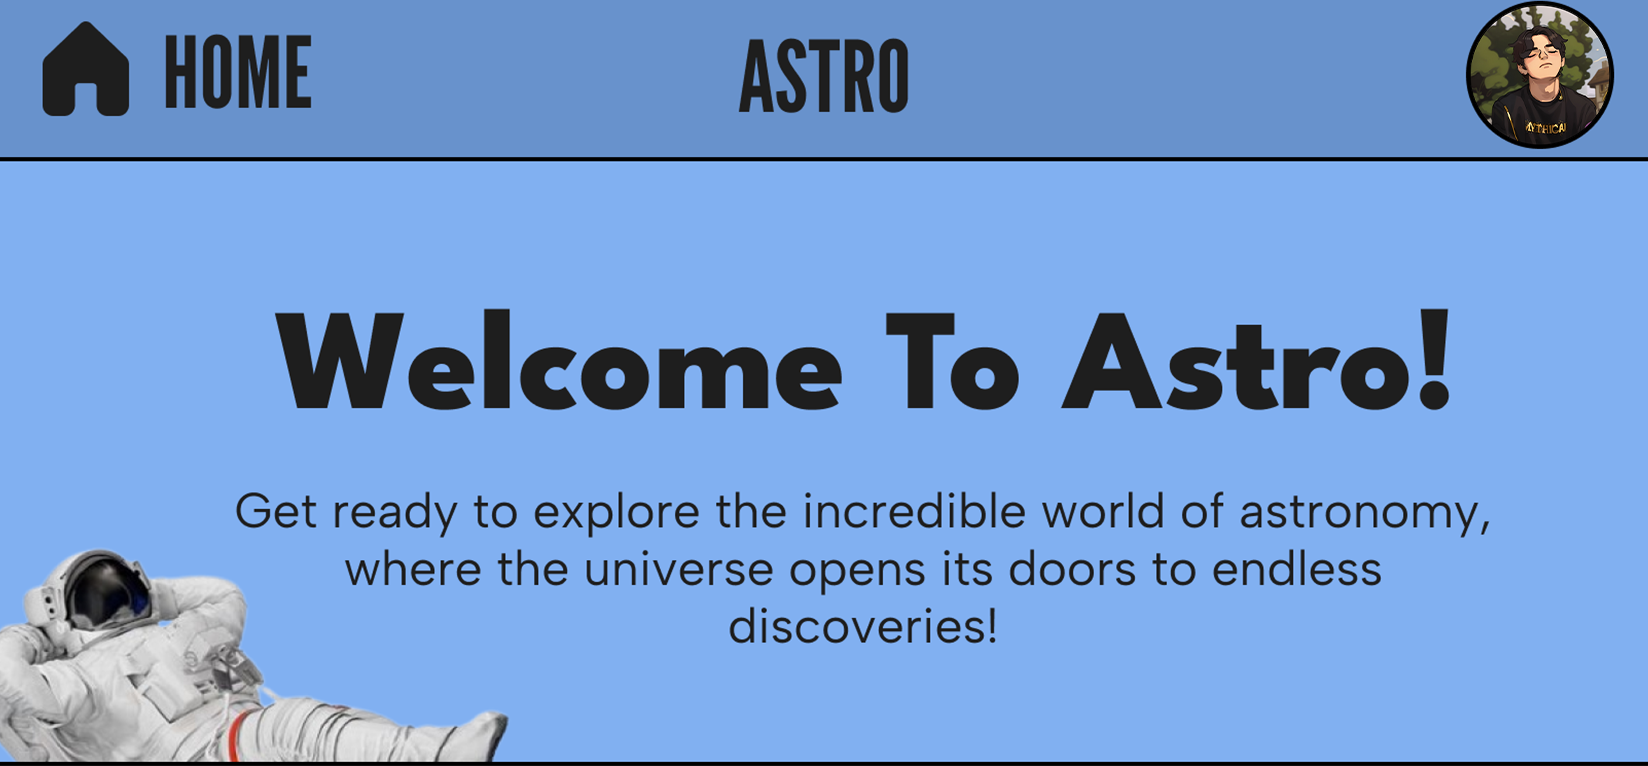 HOME
ASTRO
MYTHICAL
Welcome To Astro!
Get ready to explore the incredible world of astronomy,
where the universe opens its doors to endless
discoveries!